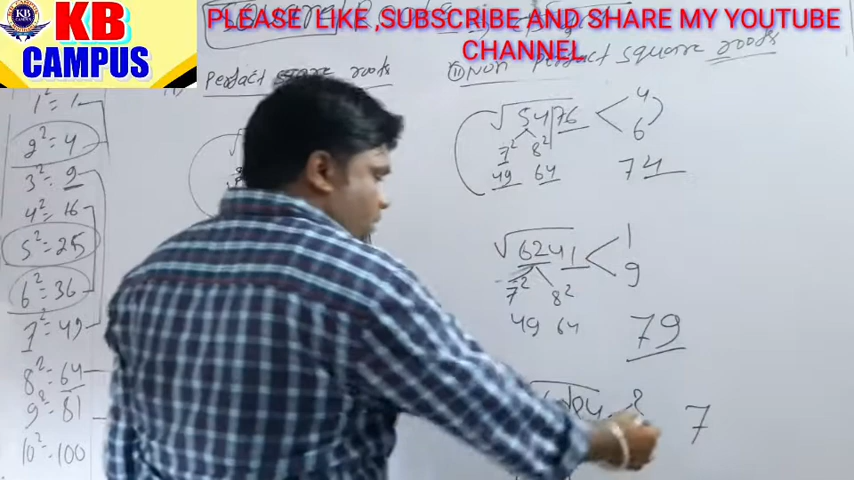 KB
CAMPUS
PLEASE LIKE ,SUBSCRIBE AND SHARE MY YOUTUBE
CHANNEL
Perfect square roots
(ii) Non perfect square roots
1² = 1
2² = 4
3² = 9
4² = 16
5² = 25
6² = 36
7² = 49
8² = 64
9² = 81
10² = 100
√5476 < 4
6
7² 8²
49 64
74
√6241 < 1
9
7² 8²
49 64
79
8
7